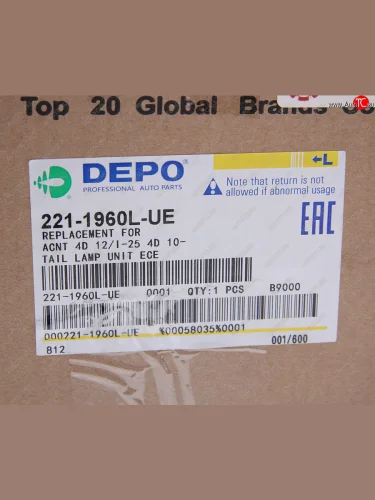 Top 20 Global Brands
DEPO
PROFESSIONAL AUTO PARTS
←L
Note that return is not
allowed if abnormal usage
221-1960L-UE
REPLACEMENT FOR
ACNT 4D 12/I-25 4D 10-
TAIL LAMP UNIT ECE
EAC
221-1960L-UE 0001 QTY:1 PCS B9000
000221-1960L-UE %00058035%0001
812
001/600